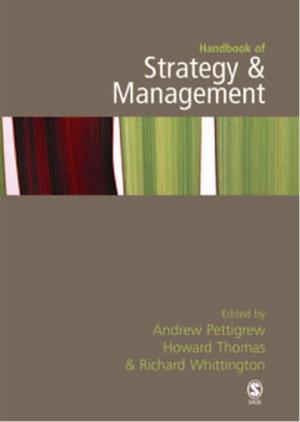 Handbook of
Strategy &
Management
Edited by
Andrew Pettigrew
Howard Thomas
& Richard Whittington
S
SAGE